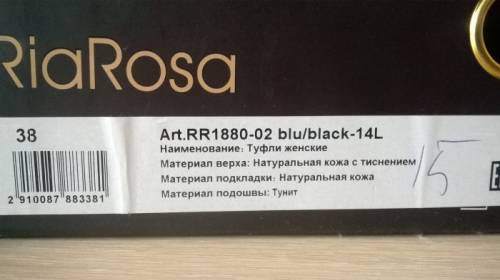 RiaRosa
38
Art.RR1880-02 blu/black-14L
Наименование: Туфли женские
Материал верха: Натуральная кожа с тиснением
Материал подкладки: Натуральная кожа
Материал подошвы: Тунит
2 910087 883381
15